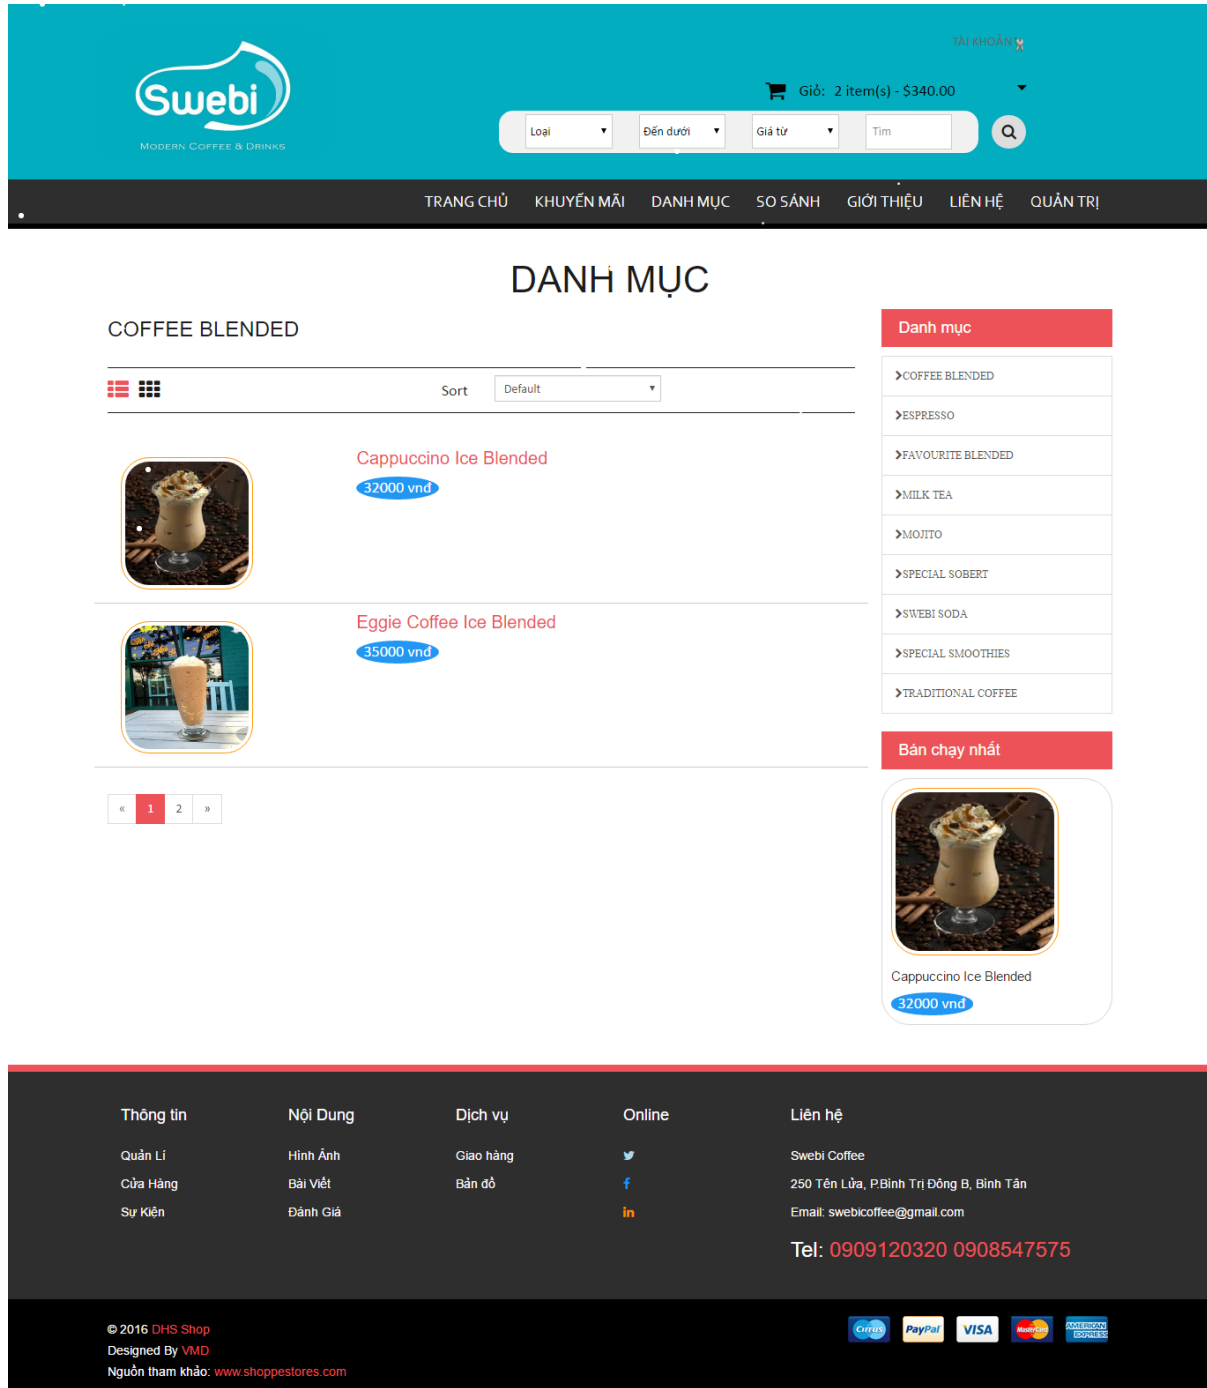 TÀI KHOẢN
Swebi
MODERN COFFEE & DRINKS
Giỏ: 2 item(s) - $340.00
Loại Đến dưới Giá từ Tìm
TRANG CHỦ KHUYẾN MÃI DANH MỤC SO SÁNH GIỚI THIỆU LIÊN HỆ QUẢN TRỊ
DANH MỤC
COFFEE BLENDED
Sort Default
Cappuccino Ice Blended
32000 vnđ
Eggie Coffee Ice Blended
35000 vnđ
« 1 2 »
Danh mục
COFFEE BLENDED
ESPRESSO
FAVOURITE BLENDED
MILK TEA
MOJITO
SPECIAL SOBERT
SWEBI SODA
SPECIAL SMOOTHIES
TRADITIONAL COFFEE
Bán chạy nhất
Cappuccino Ice Blended
32000 vnđ
Thông tin
Quản Lí
Cửa Hàng
Sự Kiện
Nội Dung
Hình Ảnh
Bài Viết
Đánh Giá
Dịch vụ
Giao hàng
Bản đồ
Online
Liên hệ
Swebi Coffee
250 Tên Lửa, P.Bình Trị Đông B, Bình Tân
Email: swebicoffee@gmail.com
Tel: 0909120320 0908547575
© 2016 DHS Shop
Designed By VMD
Nguồn tham khảo: www.shoppestores.com
Cirrus PayPal VISA MasterCard AMERICAN EXPRESS